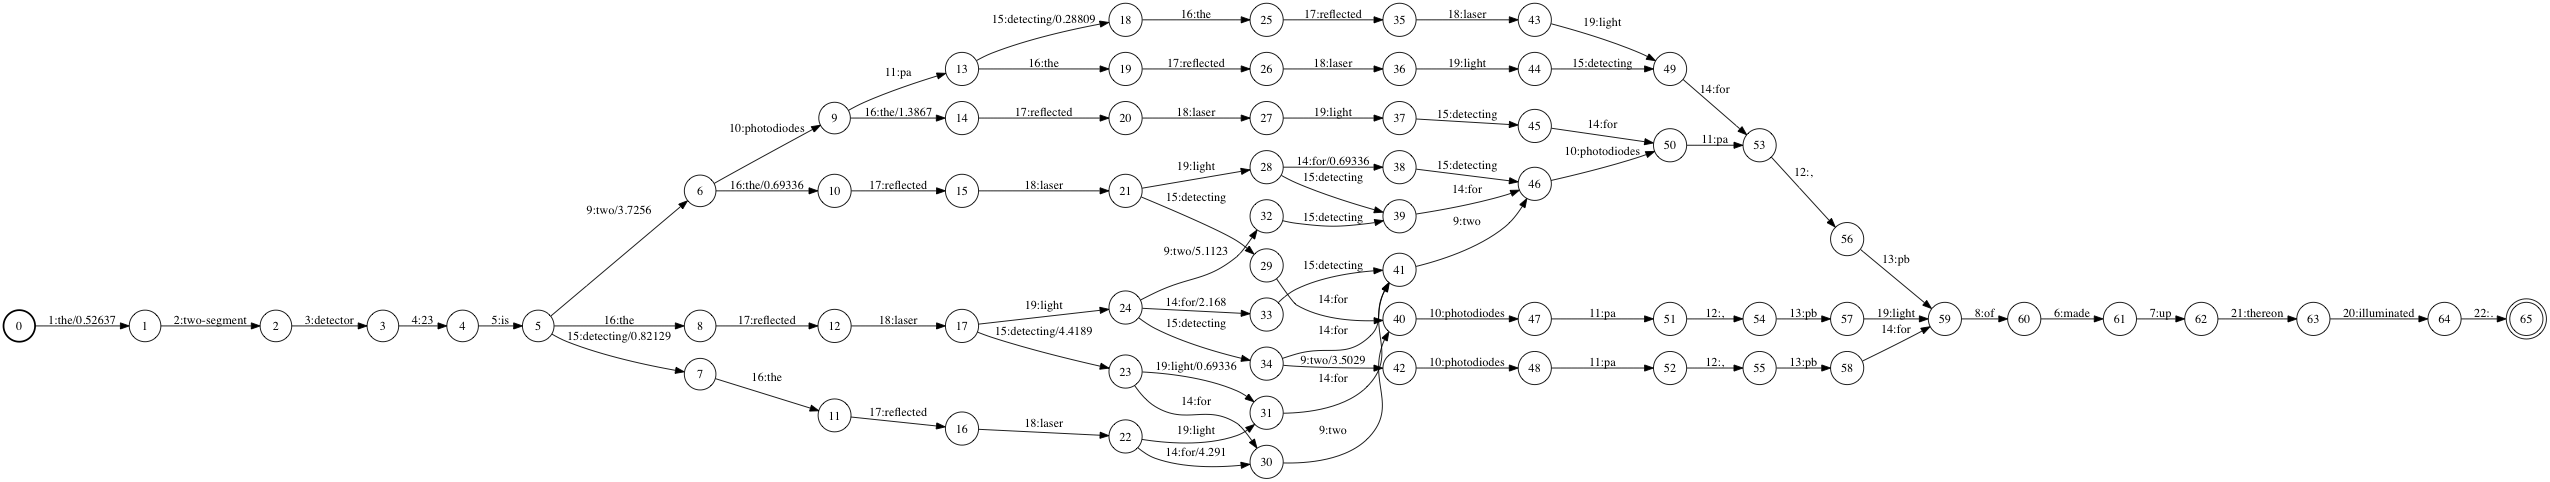 15:detecting/0.28809
18
16:the
25
17:reflected
35
18:laser
43
19:light
11:pa
13
16:the
19
17:reflected
26
18:laser
36
19:light
44
15:detecting
49
14:for
9
16:the/1.3867
14
17:reflected
20
18:laser
27
19:light
37
15:detecting
45
14:for
10:photodiodes
50
11:pa
53
10:photodiodes
19:light
28
14:for/0.69336
38
15:detecting
12:,
6
16:the/0.69336
10
17:reflected
15
18:laser
21
15:detecting
15:detecting
14:for
46
9:two/3.7256
32
15:detecting
39
9:two
56
9:two/5.1123
29
15:detecting
41
13:pb
14:for
0
1:the/0.52637
1
2:two-segment
2
3:detector
3
4:23
4
5:is
5
16:the
8
17:reflected
12
18:laser
17
19:light
24
14:for/2.168
33
40
10:photodiodes
47
11:pa
51
12:,
54
13:pb
57
19:light
59
8:of
60
6:made
61
7:up
62
21:thereon
63
20:illuminated
64
22:.
65
15:detecting/0.82129
15:detecting/4.4189
15:detecting
14:for
14:for
7
16:the
23
19:light/0.69336
34
9:two/3.5029
42
10:photodiodes
48
11:pa
52
12:,
55
13:pb
58
14:for
14:for
11
17:reflected
16
18:laser
22
19:light
31
14:for/4.291
30
9:two